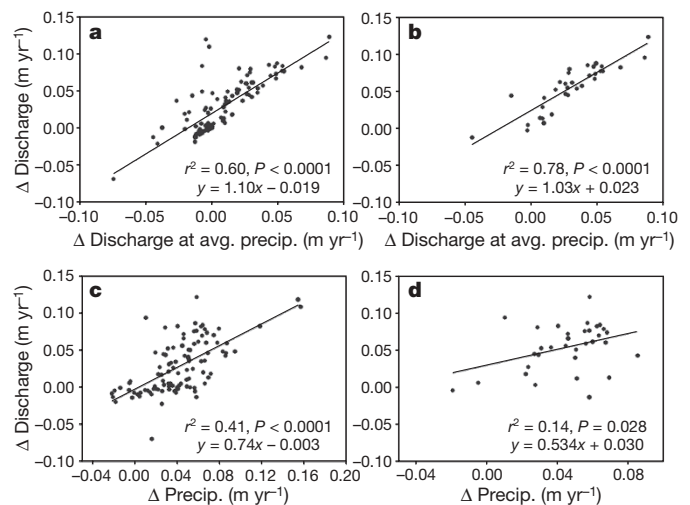 a
b
Δ Discharge (m yr⁻¹)
0.15
0.10
0.05
0.00
−0.05
−0.10
r² = 0.60, P < 0.0001
y = 1.10x − 0.019
−0.10 −0.05 0.00 0.05 0.10
Δ Discharge at avg. precip. (m yr⁻¹)
0.15
0.10
0.05
0.00
−0.05
−0.10
r² = 0.78, P < 0.0001
y = 1.03x + 0.023
−0.10 −0.05 0.00 0.05 0.10
Δ Discharge at avg. precip. (m yr⁻¹)
c
d
Δ Discharge (m yr⁻¹)
0.15
0.10
0.05
0.00
−0.05
−0.10
r² = 0.41, P < 0.0001
y = 0.74x − 0.003
−0.04 0.04 0.08 0.12 0.16 0.20
Δ Precip. (m yr⁻¹)
0.15
0.10
0.05
0.00
−0.05
−0.10
r² = 0.14, P = 0.028
y = 0.534x + 0.030
−0.04 0.00 0.04 0.08
Δ Precip. (m yr⁻¹)